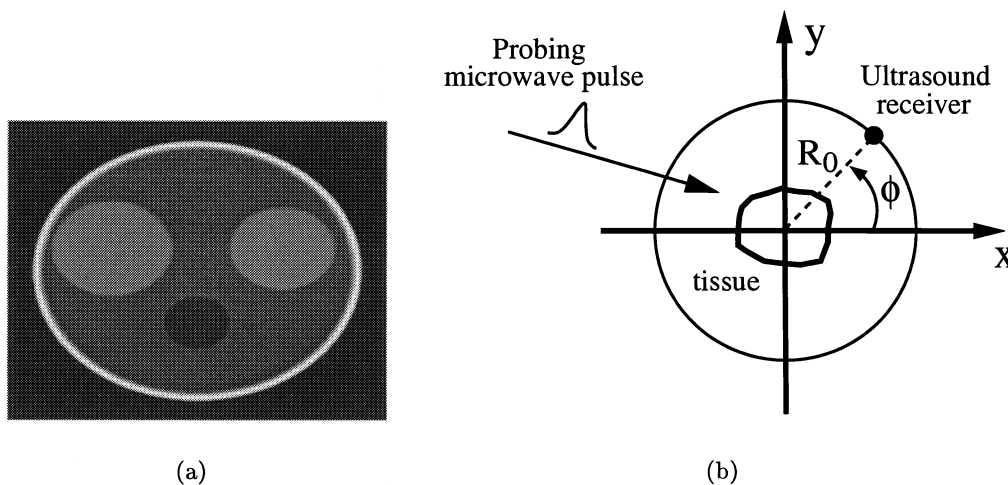 Probing
microwave pulse
y
Ultrasound
receiver
R0
ϕ
x
tissue
(a)
(b)